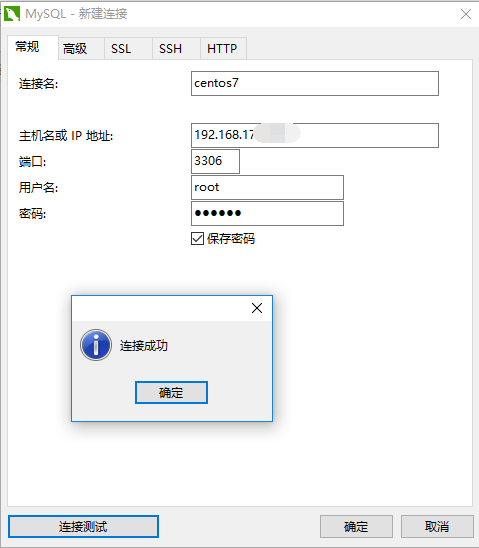 MySQL - 新建连接
常规 高级 SSL SSH HTTP
连接名: centos7
主机名或 IP 地址: 192.168.17
端口: 3306
用户名: root
密码: ●●●●●●
保存密码
连接成功
确定
连接测试 确定 取消